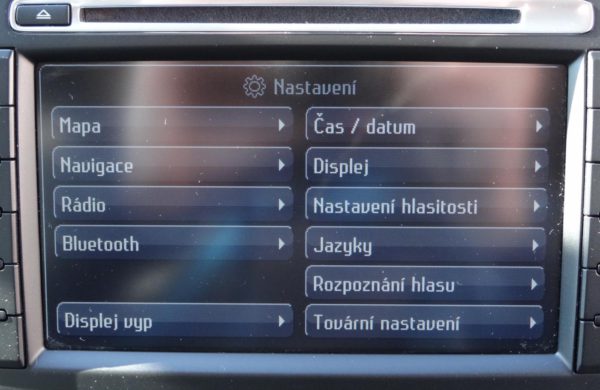 Nastavení
Mapa
Čas / datum
Navigace
Displej
Rádio
Nastavení hlasitosti
Bluetooth
Jazyky
Rozpoznání hlasu
Displej vyp
Tovární nastavení